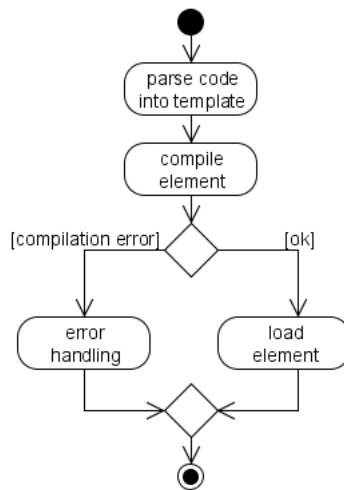 parse code
into template
compile
element
[compilation error]
[ok]
error
handling
load
element